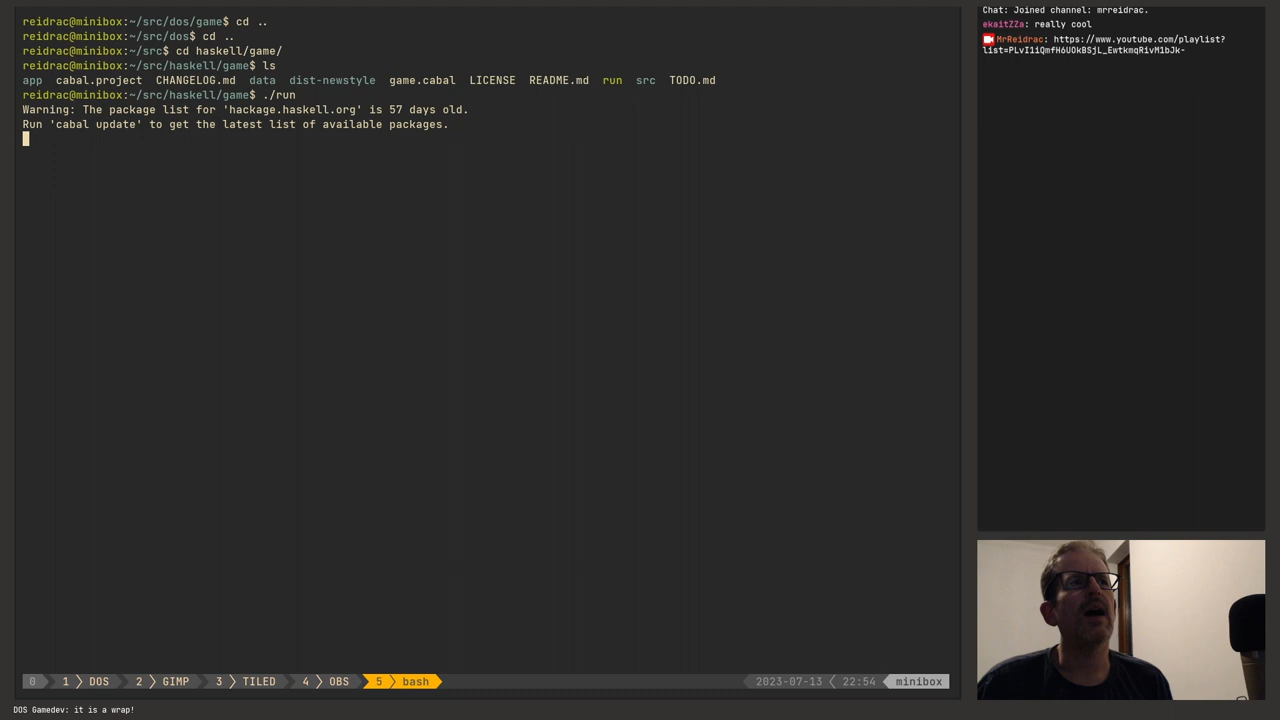 reidrac@minibox:~/src/dos/game$ cd ..
reidrac@minibox:~/src/dos$ cd ..
reidrac@minibox:~/src$ cd haskell/game/
reidrac@minibox:~/src/haskell/game$ ls
app cabal.project CHANGELOG.md data dist-newstyle game.cabal LICENSE README.md run src TODO.md
reidrac@minibox:~/src/haskell/game$ ./run
Warning: The package list for 'hackage.haskell.org' is 57 days old.
Run 'cabal update' to get the latest list of available packages.
0 1 DOS 2 GIMP 3 TILED 4 OBS 5 bash 2023-07-13 22:54 minibox
DOS Gamedev: it is a wrap!
Chat: Joined channel: mrreidrac.
ekaitZZa: really cool
MrReidrac: https://www.youtube.com/playlist?
list=PLvI1iQmfH6UOkBSjL_EwtkmqRivM1bJk-